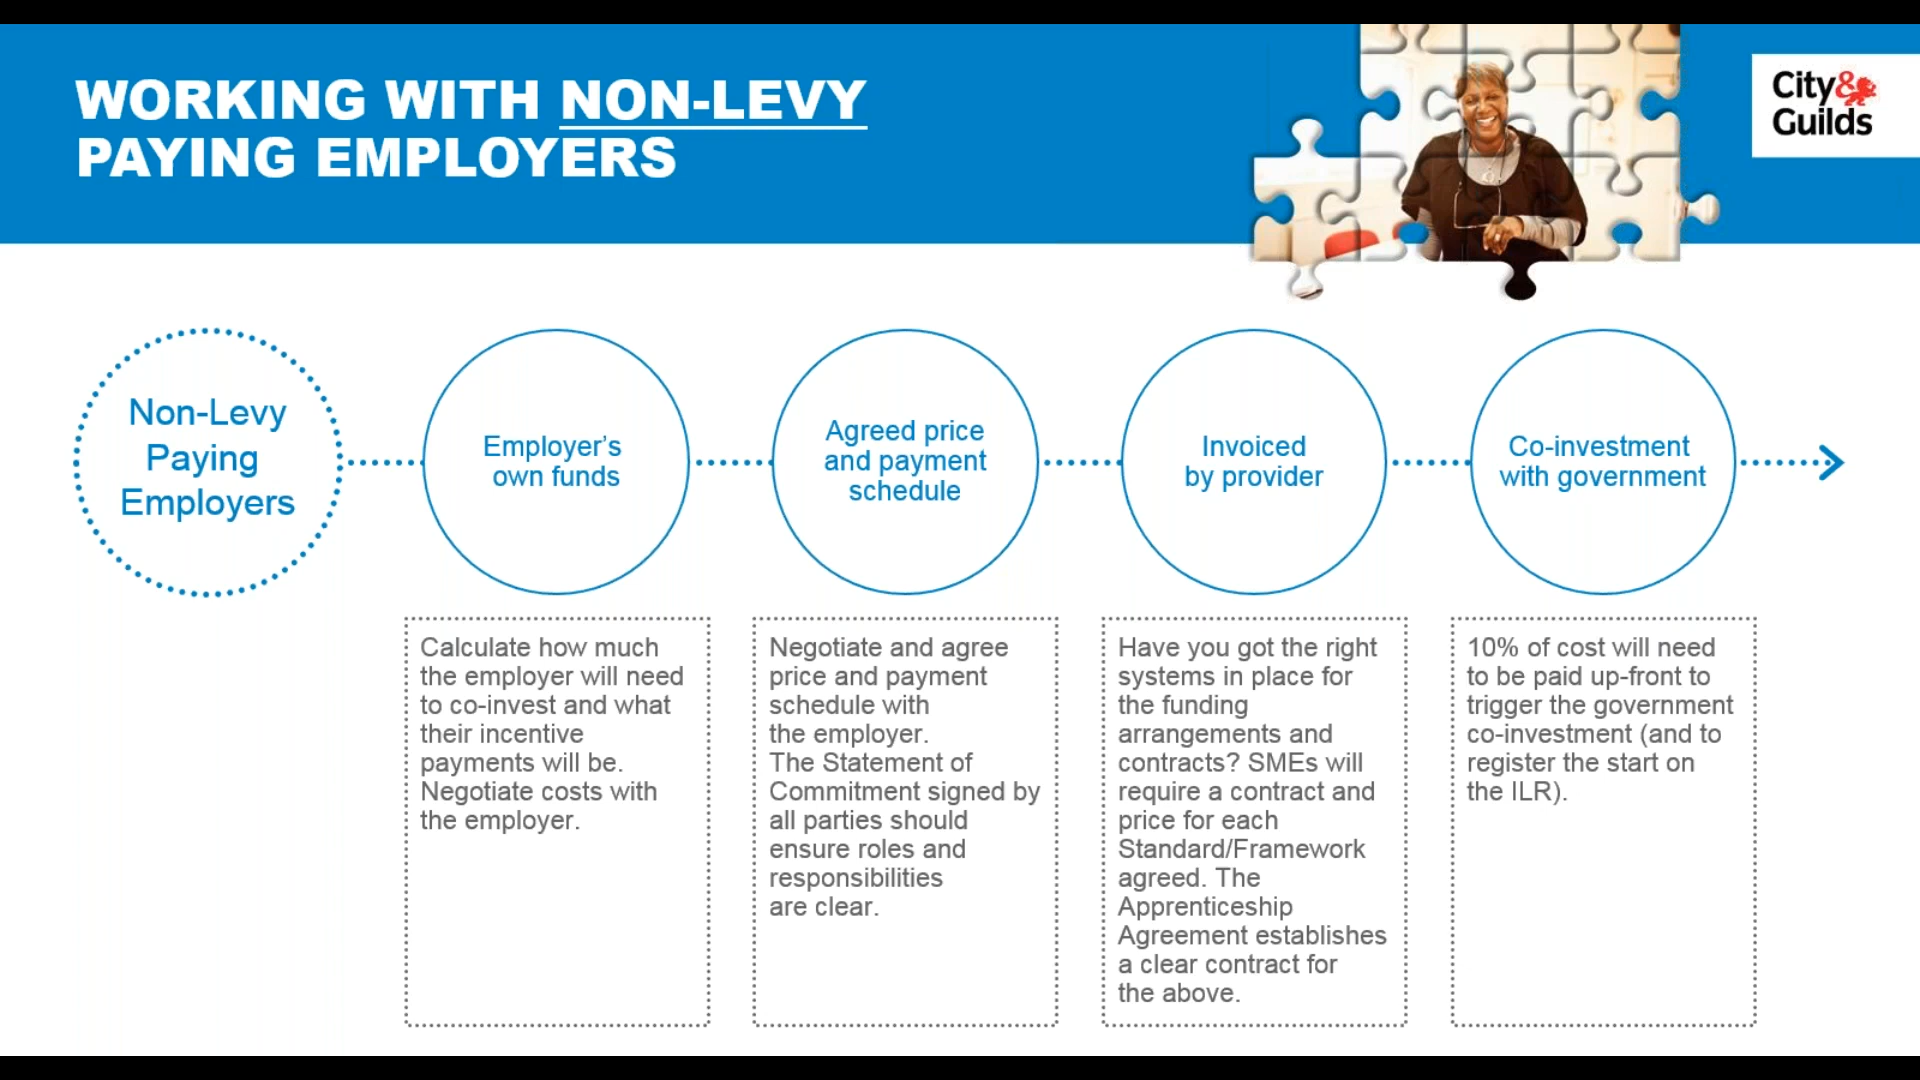 WORKING WITH NON-LEVY
PAYING EMPLOYERS
City&
Guilds
Non-Levy
Paying
Employers
Employer’s
own funds
Agreed price
and payment
schedule
Invoiced
by provider
Co-investment
with government
Calculate how much
the employer will need
to co-invest and what
their incentive
payments will be.
Negotiate costs with
the employer.
Negotiate and agree
price and payment
schedule with
the employer.
The Statement of
Commitment signed by
all parties should
ensure roles and
responsibilities
are clear.
Have you got the right
systems in place for
the funding
arrangements and
contracts? SMEs will
require a contract and
price for each
Standard/Framework
agreed. The
Apprenticeship
Agreement establishes
a clear contract for
the above.
10% of cost will need
to be paid up-front to
trigger the government
co-investment (and to
register the start on
the ILR).